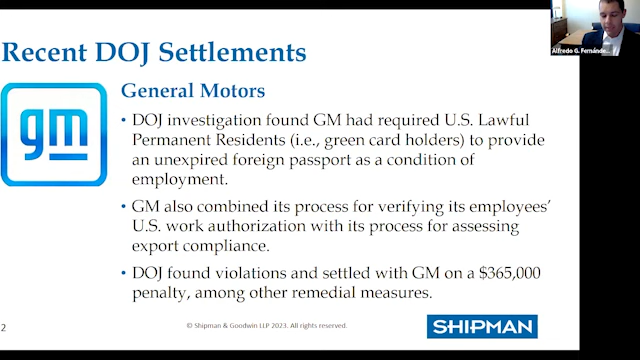 Recent DOJ Settlements
gm
General Motors
• DOJ investigation found GM had required U.S. Lawful
Permanent Residents (i.e., green card holders) to provide
an unexpired foreign passport as a condition of
employment.
• GM also combined its process for verifying its employees'
U.S. work authorization with its process for assessing
export compliance.
• DOJ found violations and settled with GM on a $365,000
penalty, among other remedial measures.
2
© Shipman & Goodwin LLP 2023. All rights reserved.
SHIPMAN
Alfredo G. Fernánde...